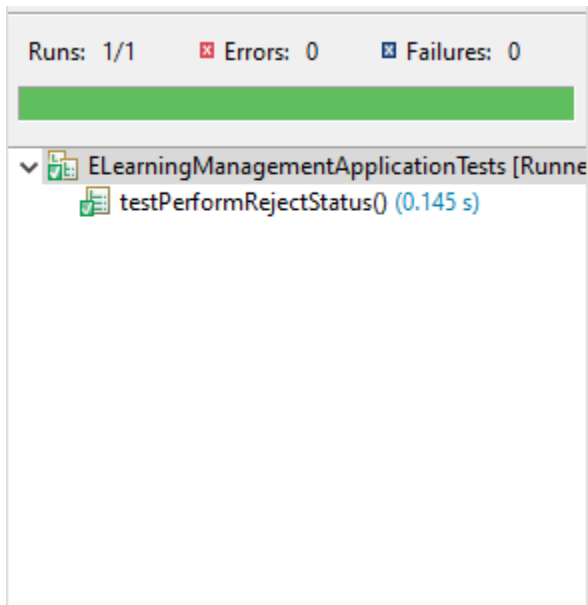 Runs: 1/1 Errors: 0 Failures: 0
ELearningManagementApplicationTests [Runne
testPerformRejectStatus() (0.145 s)